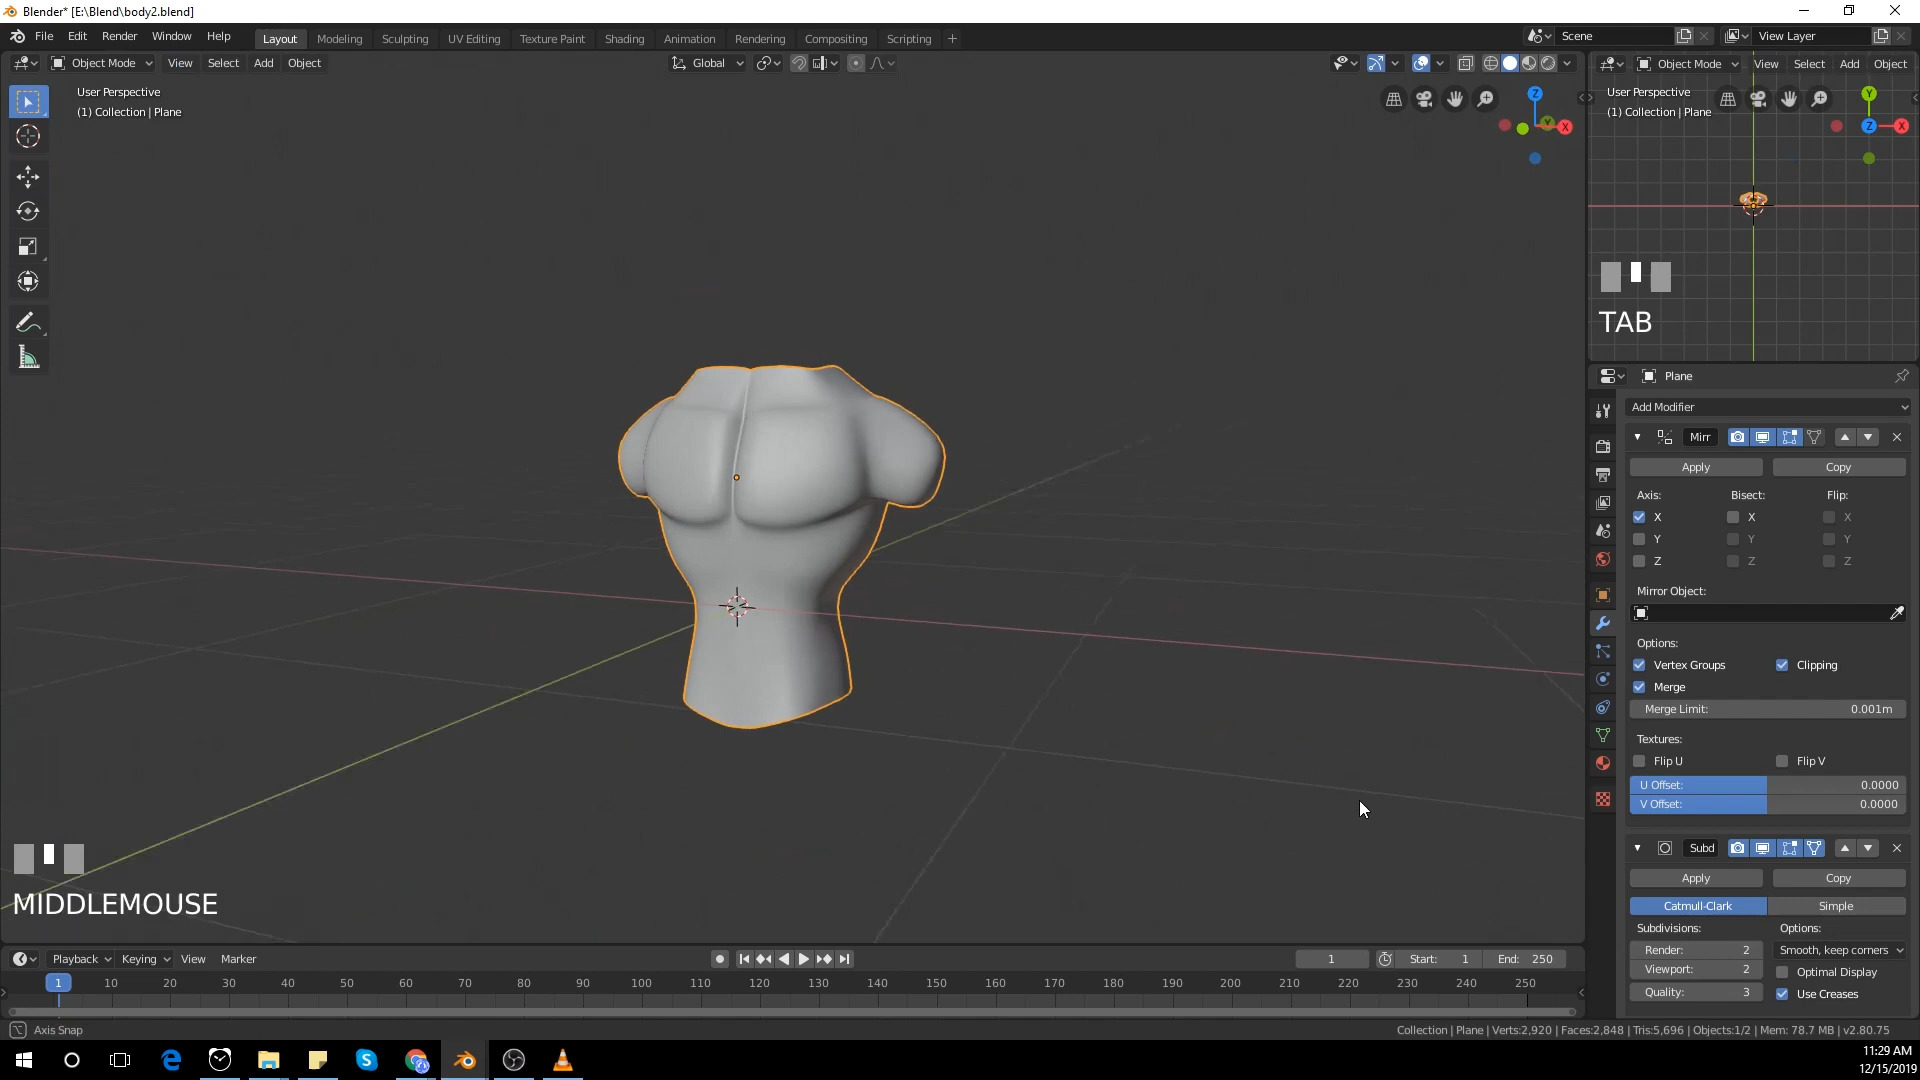 Blender* [E:\Blend\body2.blend]
File Edit Render Window Help
Layout Modeling Sculpting UV Editing Texture Paint Shading Animation Rendering Compositing Scripting +
Scene
View Layer
Object Mode View Select Add Object
Global
Object Mode View Select Add Object
User Perspective
(1) Collection | Plane
Z
Y
X
User Perspective
(1) Collection | Plane
Y
Z
X
TAB
Plane
Add Modifier
Mirr
Apply Copy
Axis: Bisect: Flip:
X X X
Y Y Y
Z Z Z
Mirror Object:
Options:
Vertex Groups Clipping
Merge
Merge Limit: 0.001m
Textures:
Flip U Flip V
U Offset: 0.0000
V Offset: 0.0000
Subd
Apply Copy
Catmull-Clark Simple
Subdivisions: Options:
Render: 2 Smooth, keep corners
Viewport: 2 Optimal Display
Quality: 3 Use Creases
MIDDLEMOUSE
Playback Keying View Marker
1 Start: 1 End: 250
1 10 20 30 40 50 60 70 80 90 100 110 120 130 140 150 160 170 180 190 200 210 220 230 240 250
Axis Snap
Collection | Plane | Verts:2,920 | Faces:2,848 | Tris:5,696 | Objects:1/2 | Mem: 78.7 MB | v2.80.75
11:29 AM
12/15/2019